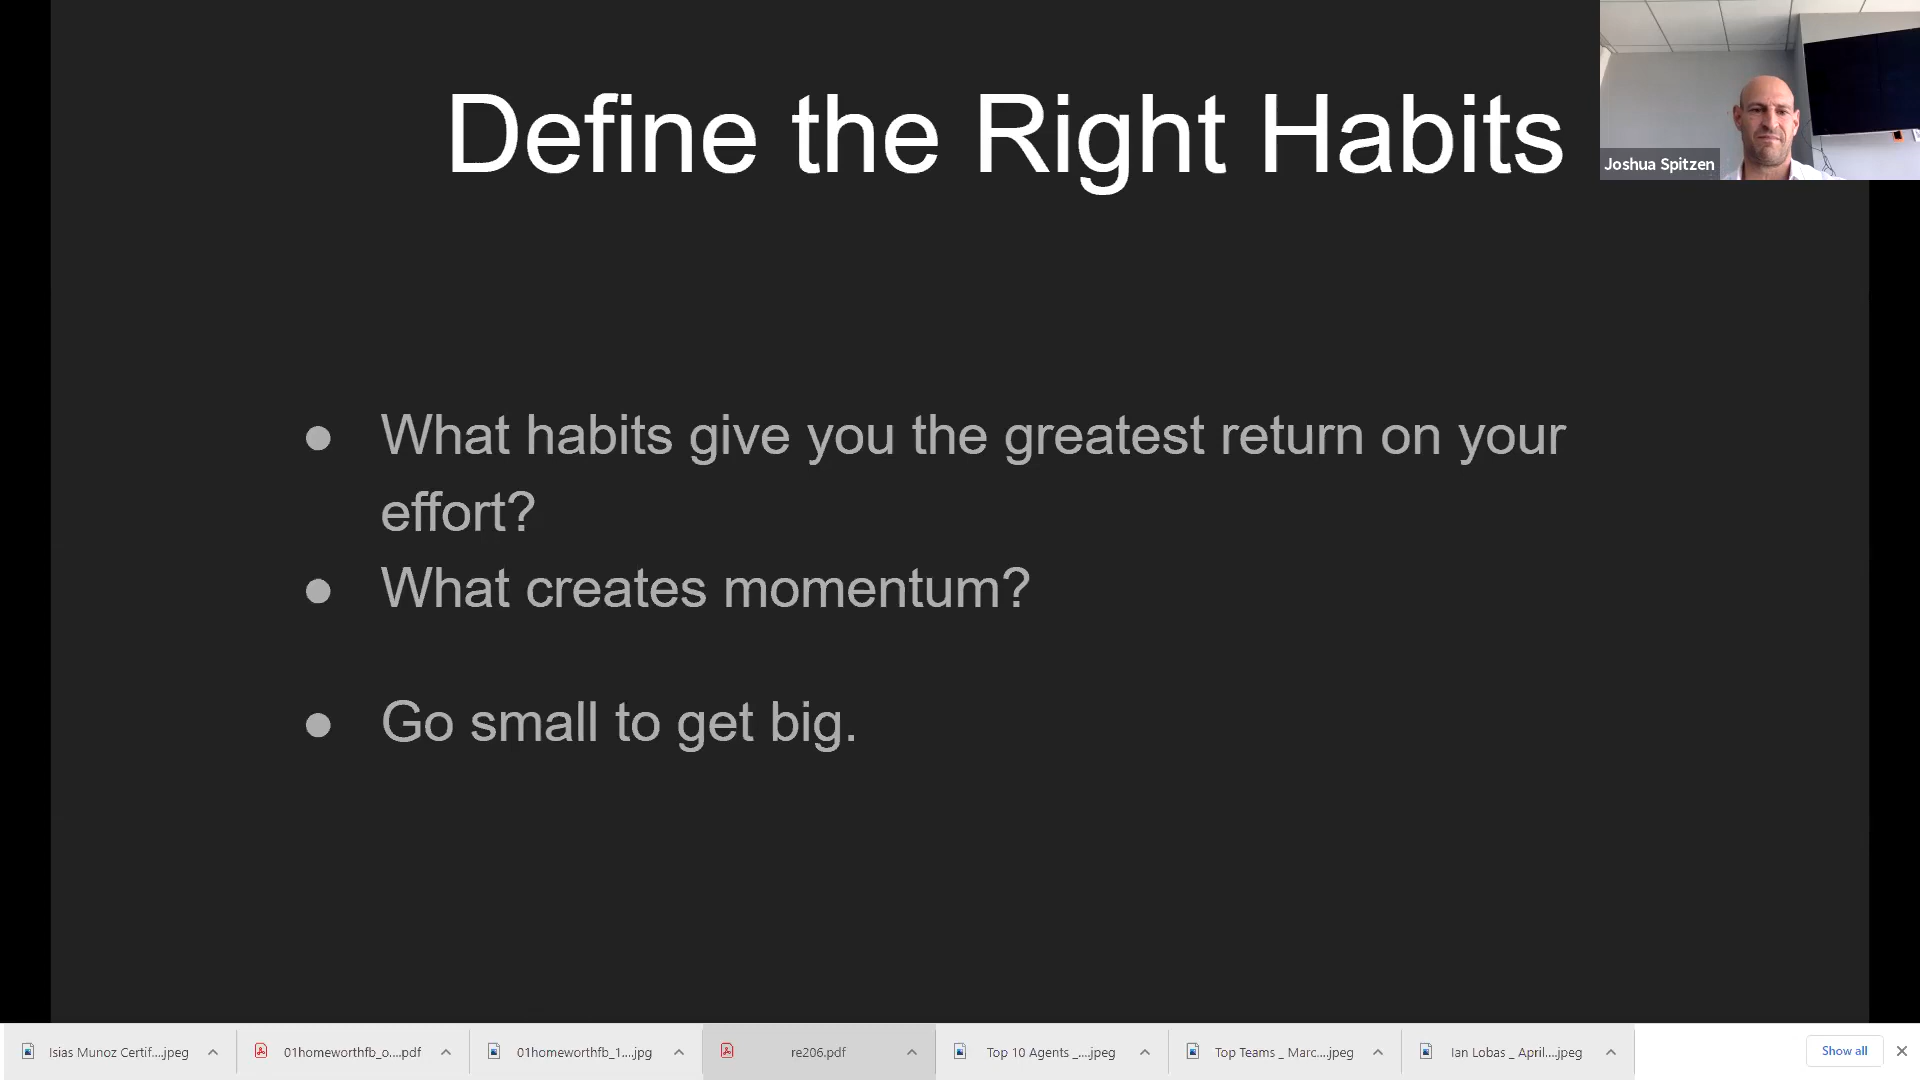 Define the Right Habits
Joshua Spitzen
● What habits give you the greatest return on your
effort?
● What creates momentum?
● Go small to get big.
Isias Munoz Certif....jpeg
01homeworthfb_o....pdf
01homeworthfb_1....jpg
re206.pdf
Top 10 Agents _....jpeg
Top Teams _ Marc....jpeg
Ian Lobas _ April....jpeg
Show all